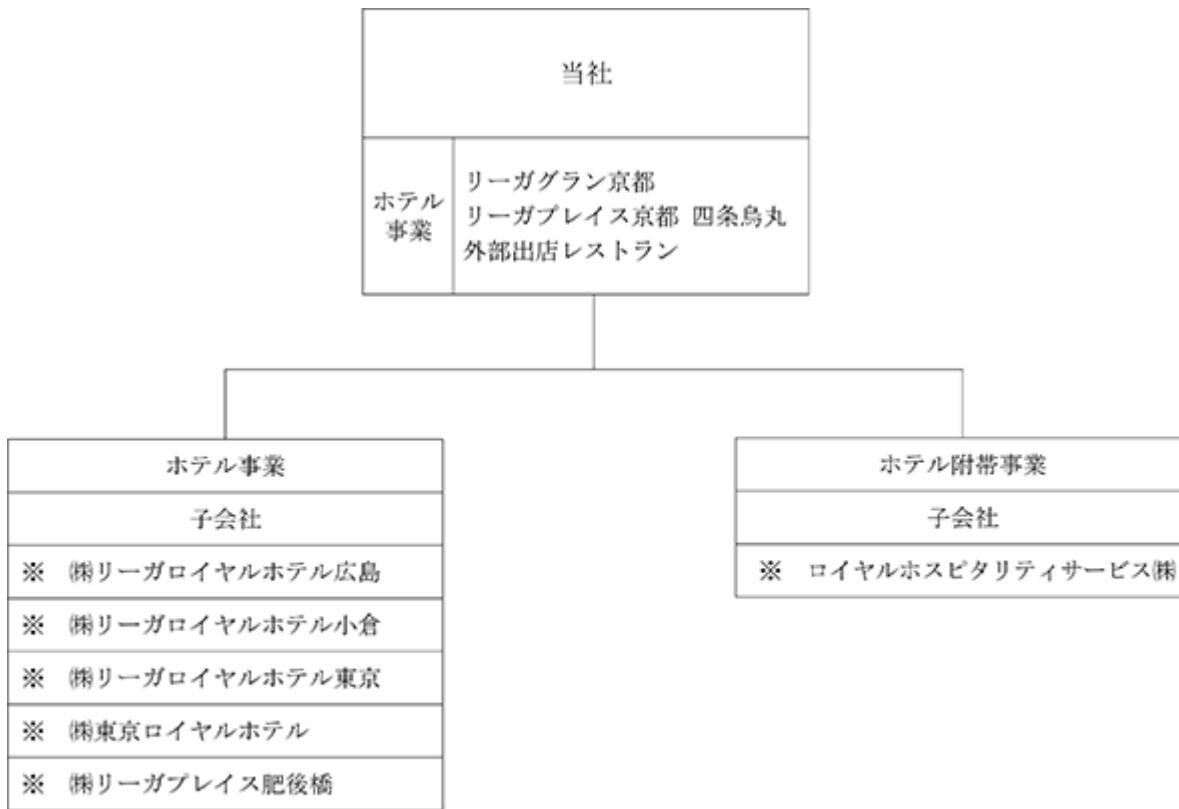 当社
ホテル
事業
リーガグラン京都
リーガプレイス京都 四条烏丸
外部出店レストラン
ホテル事業
子会社
※ ㈱リーガロイヤルホテル広島
※ ㈱リーガロイヤルホテル小倉
※ ㈱リーガロイヤルホテル東京
※ ㈱東京ロイヤルホテル
※ ㈱リーガプレイス肥後橋
ホテル附帯事業
子会社
※ ロイヤルホスピタリティサービス㈱